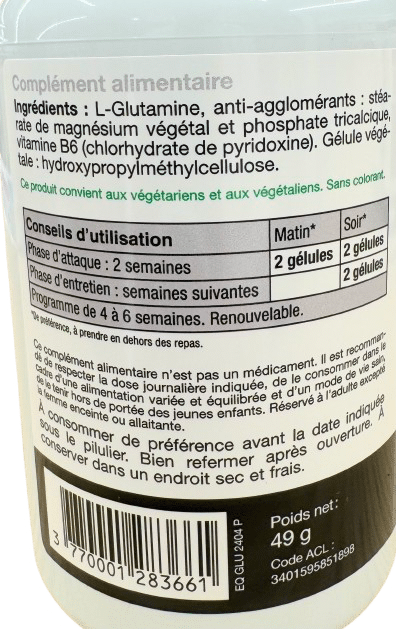 Complément alimentaire
Ingrédients : L-Glutamine, anti-agglomérants : stéa-
rate de magnésium végétal et phosphate tricalcique,
vitamine B6 (chlorhydrate de pyridoxine). Gélule végé-
tale : hydroxypropylméthylcellulose.
Ce produit convient aux végétariens et aux végétaliens. Sans colorant.
Conseils d'utilisation Matin* Soir*
Phase d'attaque : 2 semaines 2 gélules 2 gélules
Phase d'entretien : semaines suivantes 2 gélules
Programme de 4 à 6 semaines. Renouvelable.
*De préférence, à prendre en dehors des repas.
Ce complément alimentaire n'est pas un médicament. Il est recomman-
dé de respecter la dose journalière indiquée, de le consommer dans le
cadre d'une alimentation variée et équilibrée et d'un mode de vie sain,
de le tenir hors de portée des jeunes enfants. Réservé à l'adulte excepté
la femme enceinte ou allaitante.
À consommer de préférence avant la date indiquée
sous le pilulier. Bien refermer après ouverture. À
conserver dans un endroit sec et frais.
3 770001 283661
EQ GLU 2404 P
Poids net :
49 g
Code ACL :
3401595851898